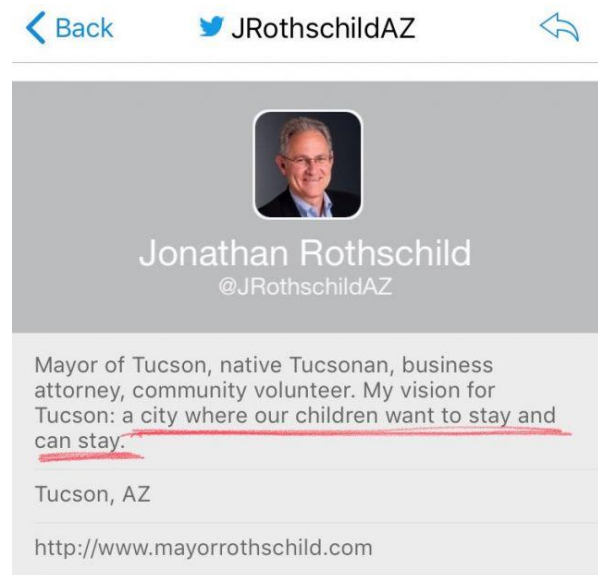 Back JRothschildAZ
Jonathan Rothschild
@JRothschildAZ
Mayor of Tucson, native Tucsonan, business
attorney, community volunteer. My vision for
Tucson: a city where our children want to stay and
can stay.
Tucson, AZ
http://www.mayorrothschild.com